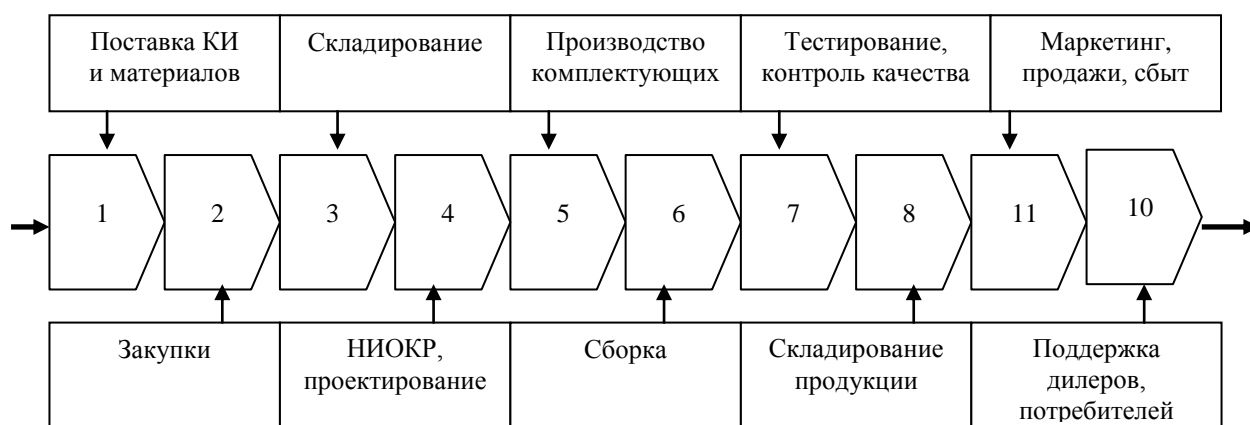 Поставка КИ
и материалов
Складирование
Производство
комплектующих
Тестирование,
контроль качества
Маркетинг,
продажи, сбыт
1
2
3
4
5
6
7
8
11
10
Закупки
НИОКР,
проектирование
Сборка
Складирование
продукции
Поддержка
дилеров,
потребителей